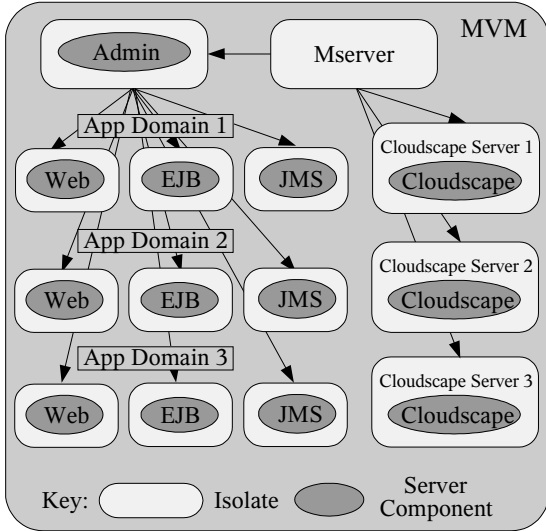 MVM
Admin
Mserver
App Domain 1
Web
EJB
JMS
Cloudscape Server 1
Cloudscape
App Domain 2
Web
EJB
JMS
Cloudscape Server 2
Cloudscape
App Domain 3
Web
EJB
JMS
Cloudscape Server 3
Cloudscape
Key:
Isolate
Server
Component